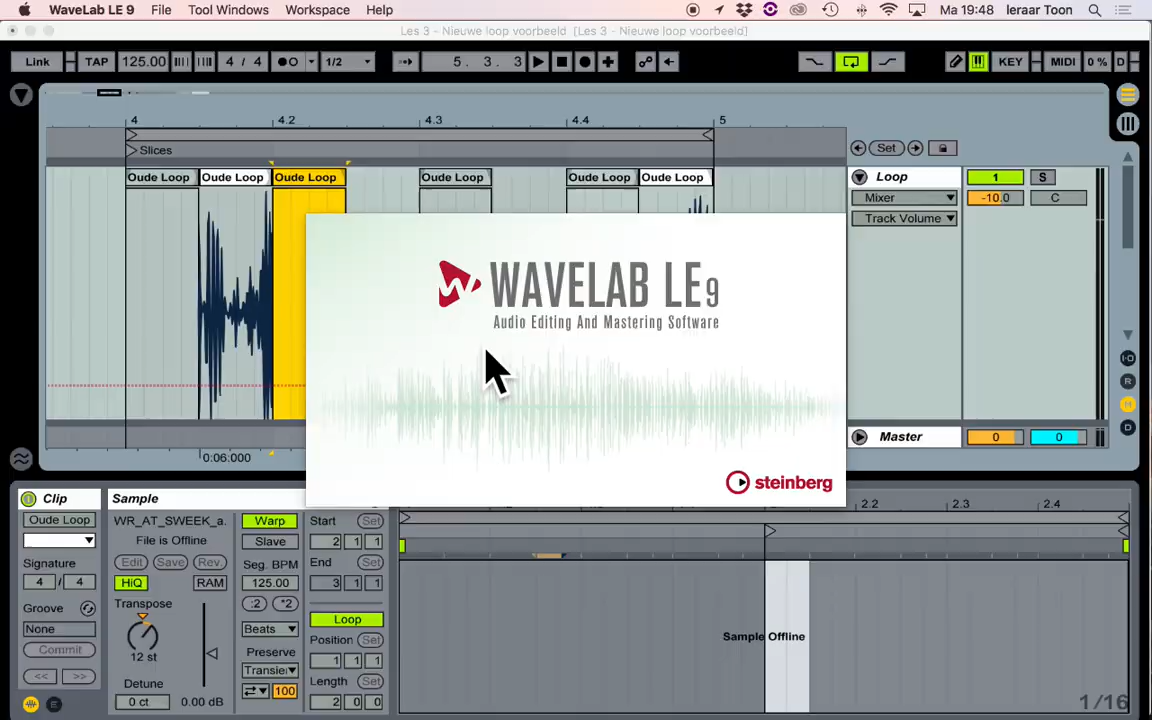 WaveLab LE 9 File Tool Windows Workspace Help Ma 19:48 leraar Toon
Les 3 - Nieuwe loop voorbeeld [Les 3 - Nieuwe loop voorbeeld]
Link TAP 125.00 4 / 4 1/2 5. 3. 3 KEY MIDI 0 % D
4 4.2 4.3 4.4 5
Slices
Set
Oude Loop Oude Loop Oude Loop Oude Loop Oude Loop Oude Loop
Loop 1 S
Mixer -10.0 C
Track Volume
WAVELAB LE 9
Audio Editing And Mastering Software
steinberg
I·O
R
M
D
Master 0 0
0:06:000
Clip Sample
2.2 2.3 2.4
Oude Loop WR_AT_SWEEK_a. Warp Start Set
File is Offline Slave 2 1 1
Signature Edit Save Rev. Seg. BPM End Set
4 / 4 HiQ RAM 125.00 3 1 1
Groove Transpose :2 *2
None Beats Loop
Commit 12 st Preserve Position Set
Sample Offline
<< >> Transie 1 1 1
Detune Length Set
0 ct 0.00 dB 100 2 0 0
1/16